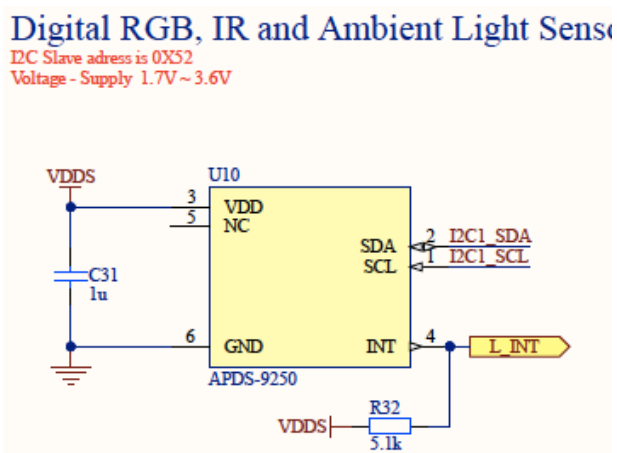 Digital RGB, IR and Ambient Light Senso
I2C Slave adress is 0X52
Voltage - Supply 1.7V ~ 3.6V
VDDS
U10
3
VDD
5
NC
SDA
2
I2C1_SDA
SCL
1
I2C1_SCL
C31
1u
6
GND
INT
4
L_INT
APDS-9250
R32
VDDS
5.1k